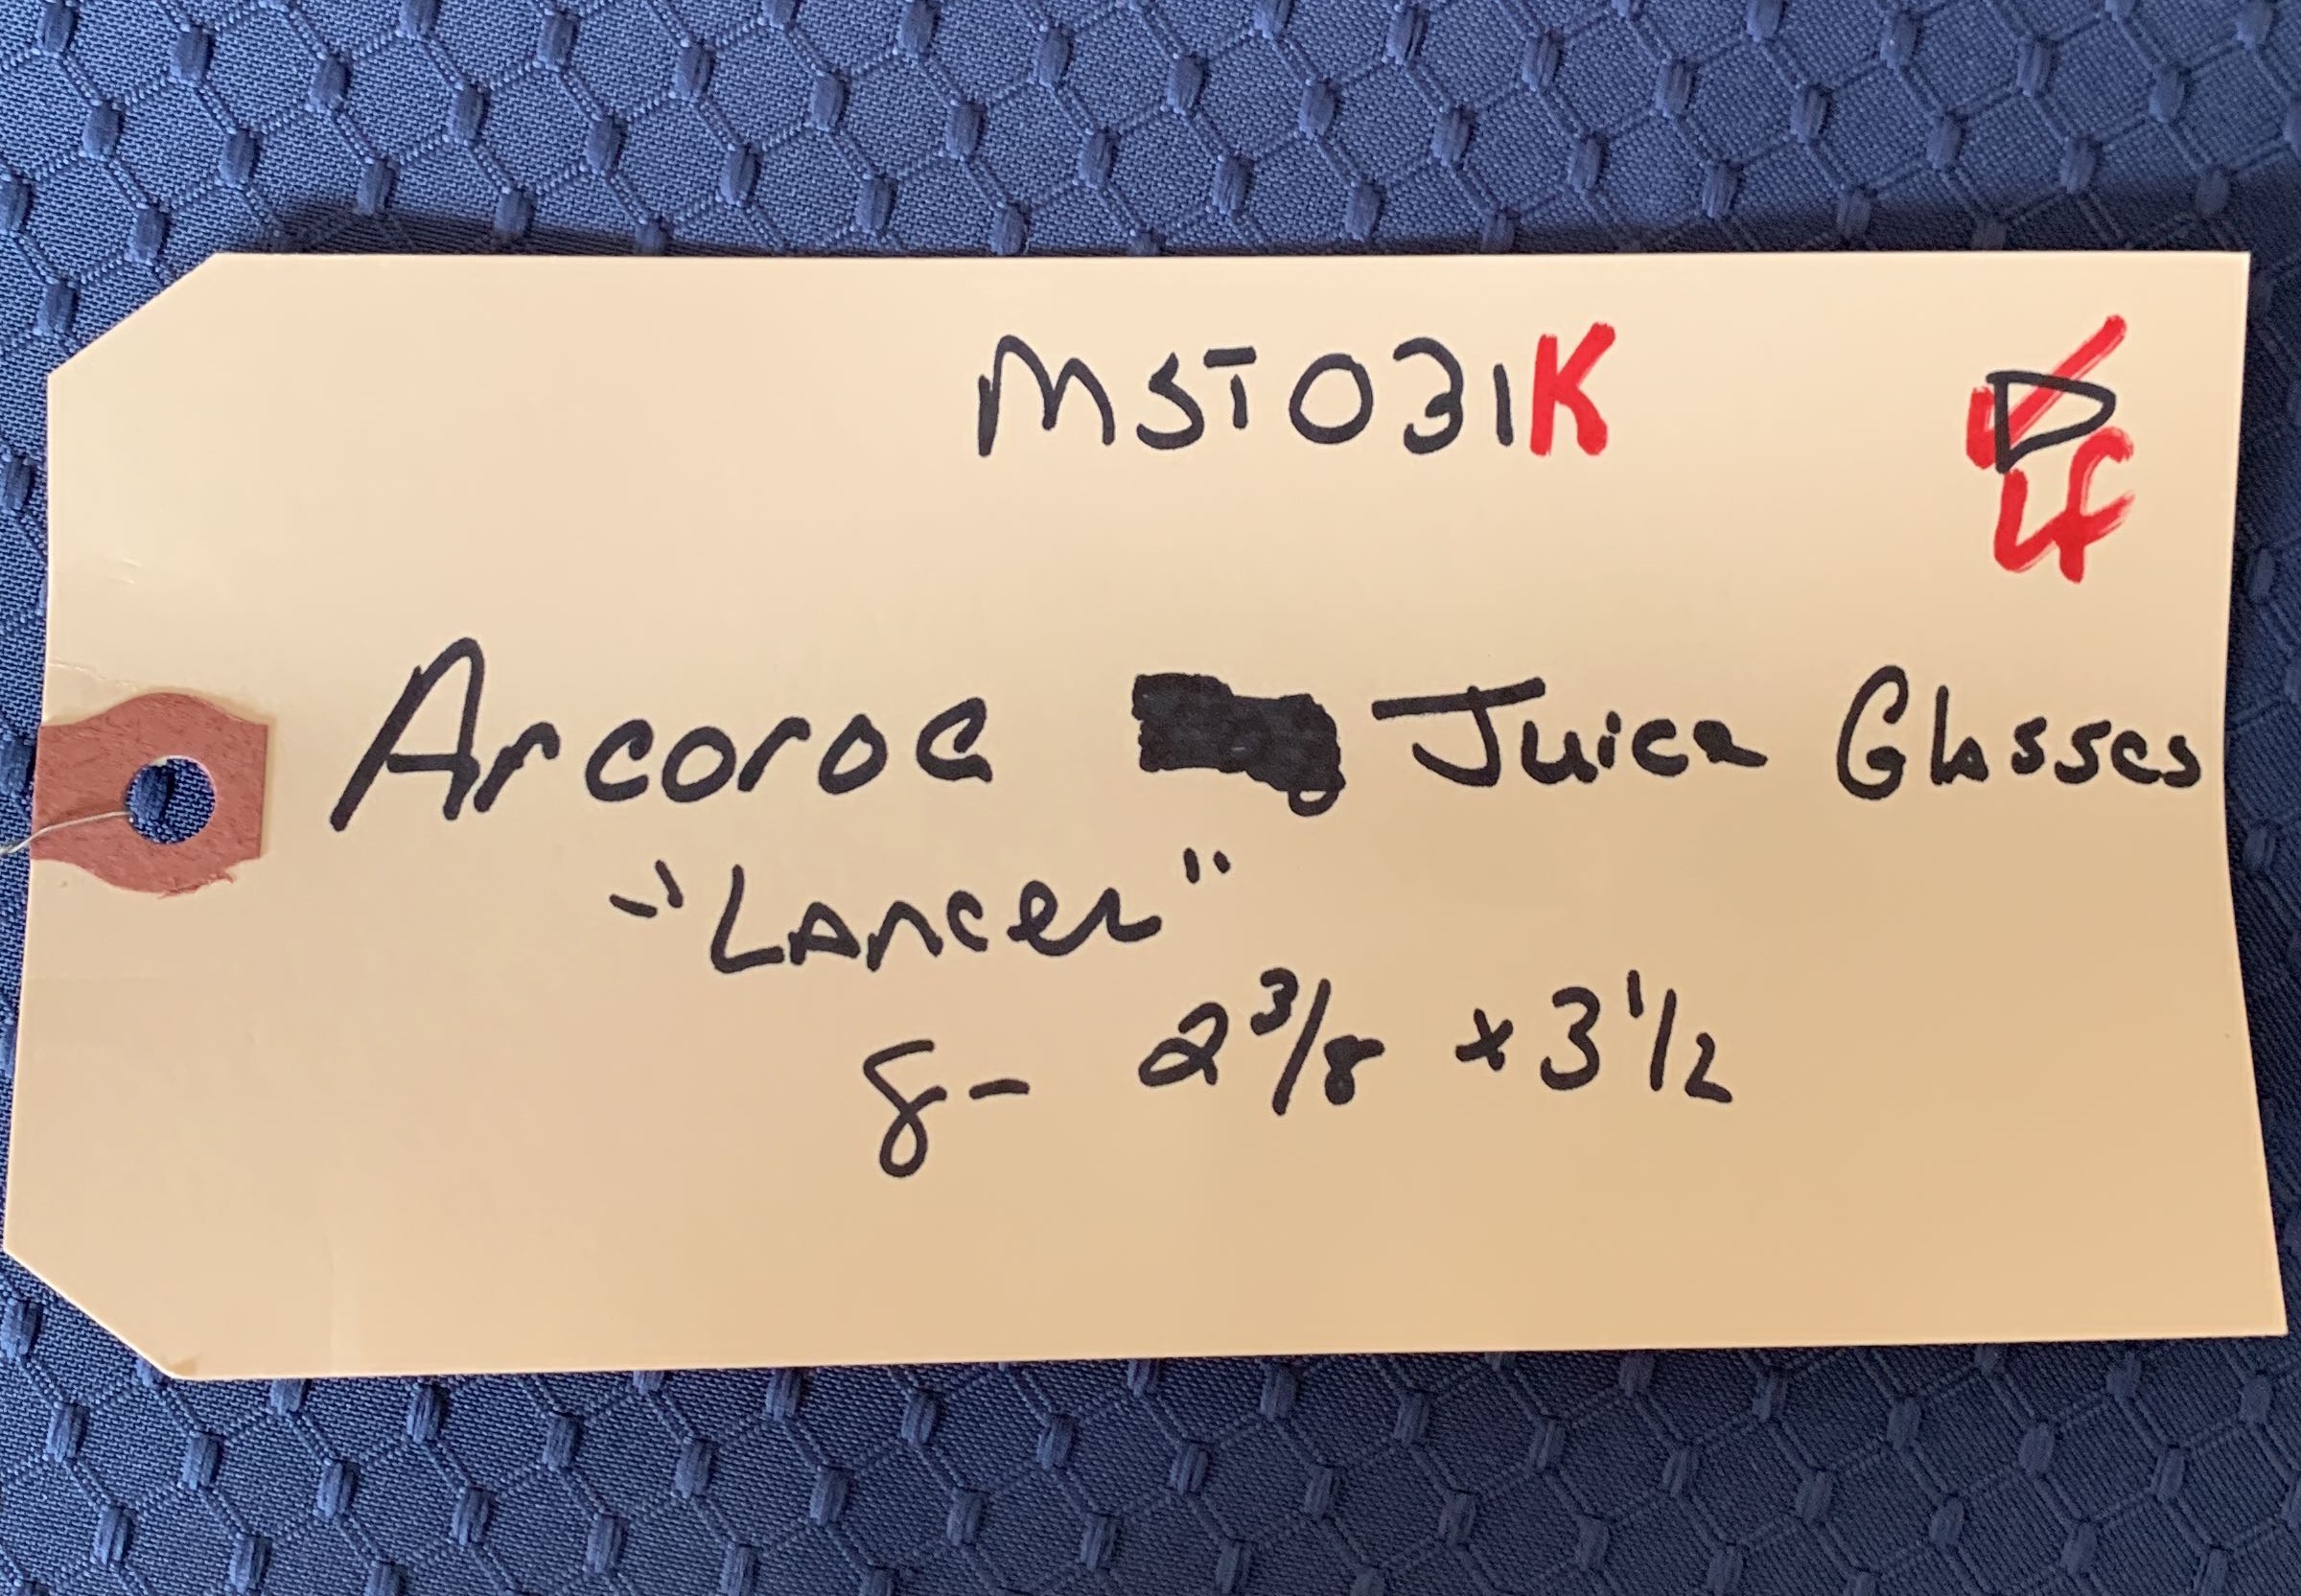 MST031K D
LF
Arcoroc Juice Glasses
"Lancer"
8- 2 3/8 x 3 1/2